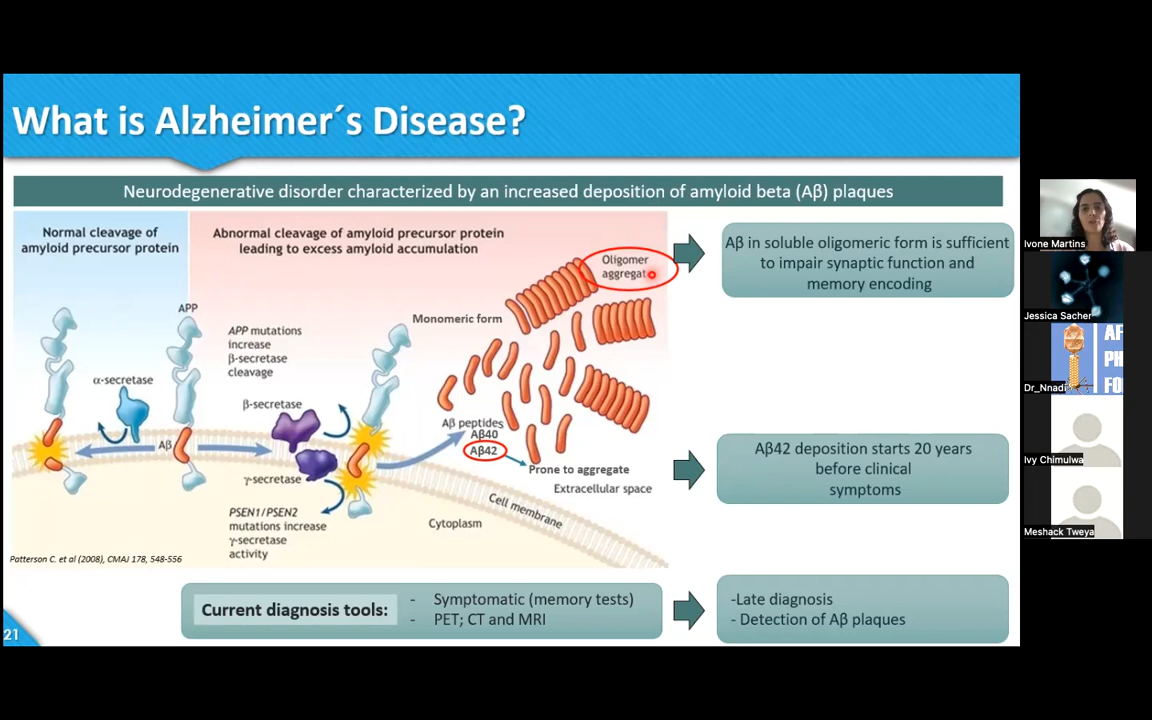 What is Alzheimer´s Disease?
Neurodegenerative disorder characterized by an increased deposition of amyloid beta (Aβ) plaques
Normal cleavage of
amyloid precursor protein
Abnormal cleavage of amyloid precursor protein
leading to excess amyloid accumulation
APP
α-secretase
Aβ
APP mutations
increase
β-secretase
cleavage
β-secretase
γ-secretase
PSEN1/PSEN2
mutations increase
γ-secretase
activity
Monomeric form
Oligomer
Aβ peptides
Aβ40
Aβ42
Prone to aggregate
Extracellular space
Cell membrane
Cytoplasm
Patterson C. et al (2008), CMAJ 178, 548-556
Aβ in soluble oligomeric form is sufficient
to impair synaptic function and
memory encoding
Aβ42 deposition starts 20 years
before clinical
symptoms
Current diagnosis tools:
- Symptomatic (memory tests)
- PET; CT and MRI
-Late diagnosis
- Detection of Aβ plaques
21
Ivone Martins
Jessica Sacher
AF
PH
FO
Dr_Nnadi
Ivy Chimulwa
Meshack Tweya